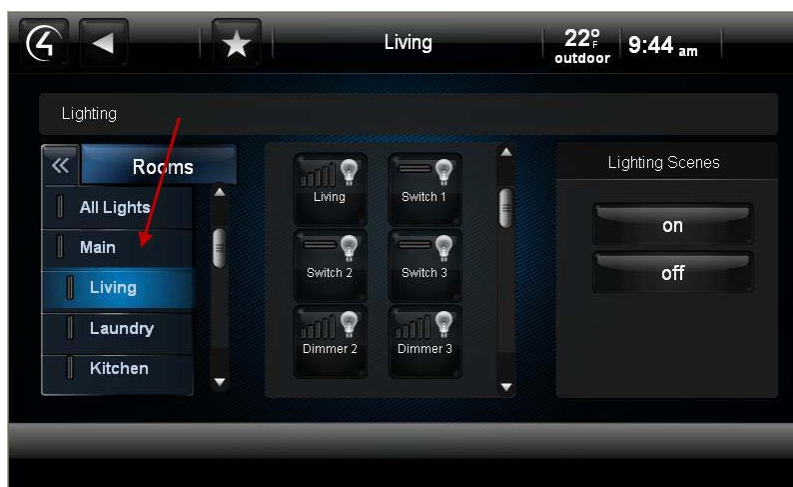 4
Living
22°F
outdoor
9:44 am
Lighting
Rooms
All Lights
Main
Living
Laundry
Kitchen
Living
Switch 1
Switch 2
Switch 3
Dimmer 2
Dimmer 3
Lighting Scenes
on
off